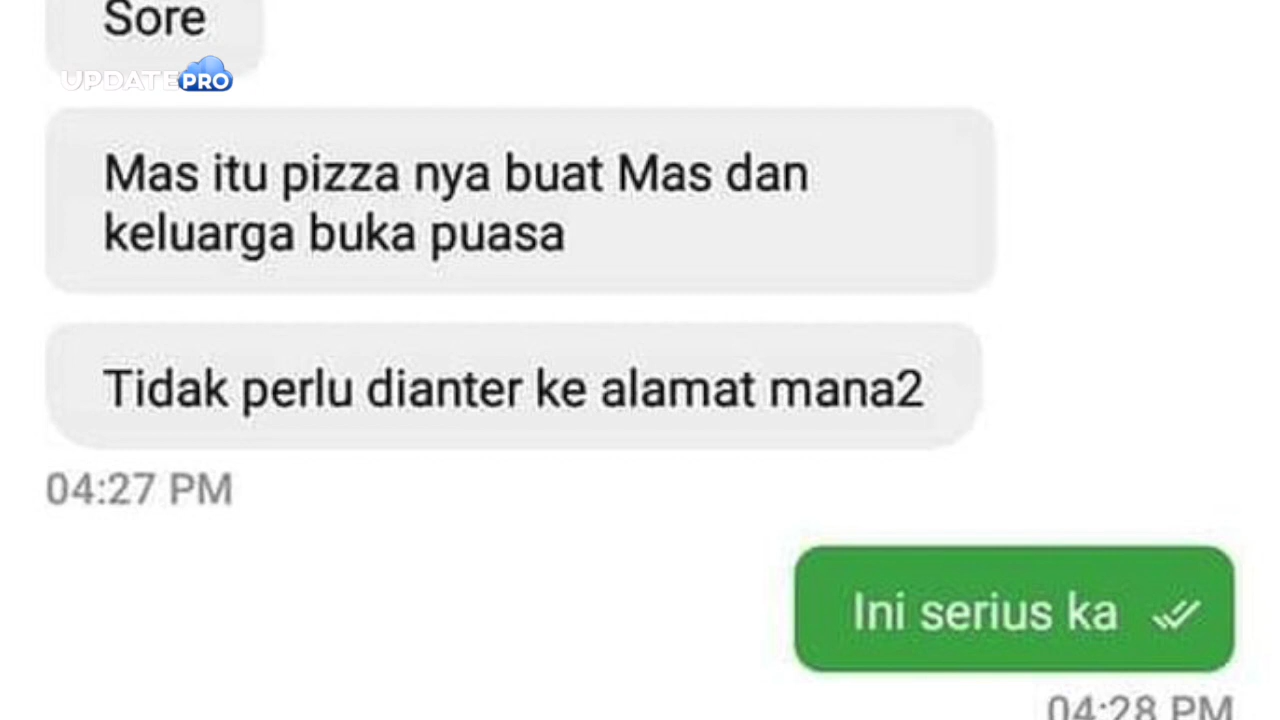 Sore
UPDATEPRO
Mas itu pizza nya buat Mas dan
keluarga buka puasa
Tidak perlu dianter ke alamat mana2
04:27 PM
Ini serius ka
04:28 PM